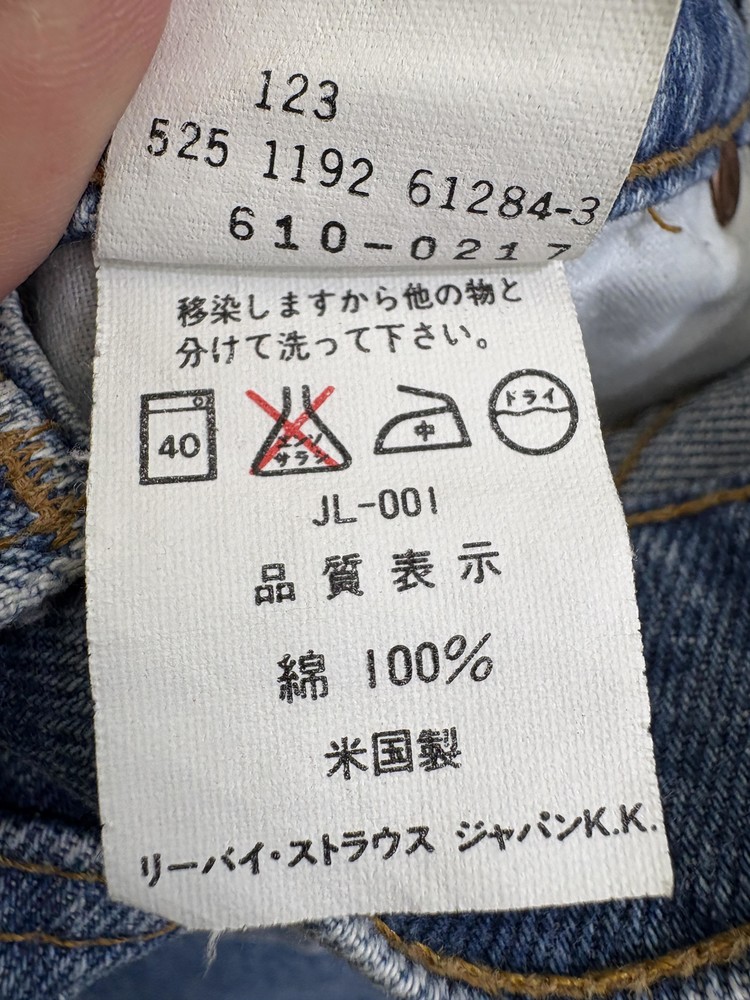 123
525 1192 61284-3
610-0217
移染しますから他の物と
分けて洗って下さい。
40
エンソ
サラシ
中
ドライ
JL-001
品質表示
綿 100%
米国製
リーバイ・ストラウス ジャパンK.K.